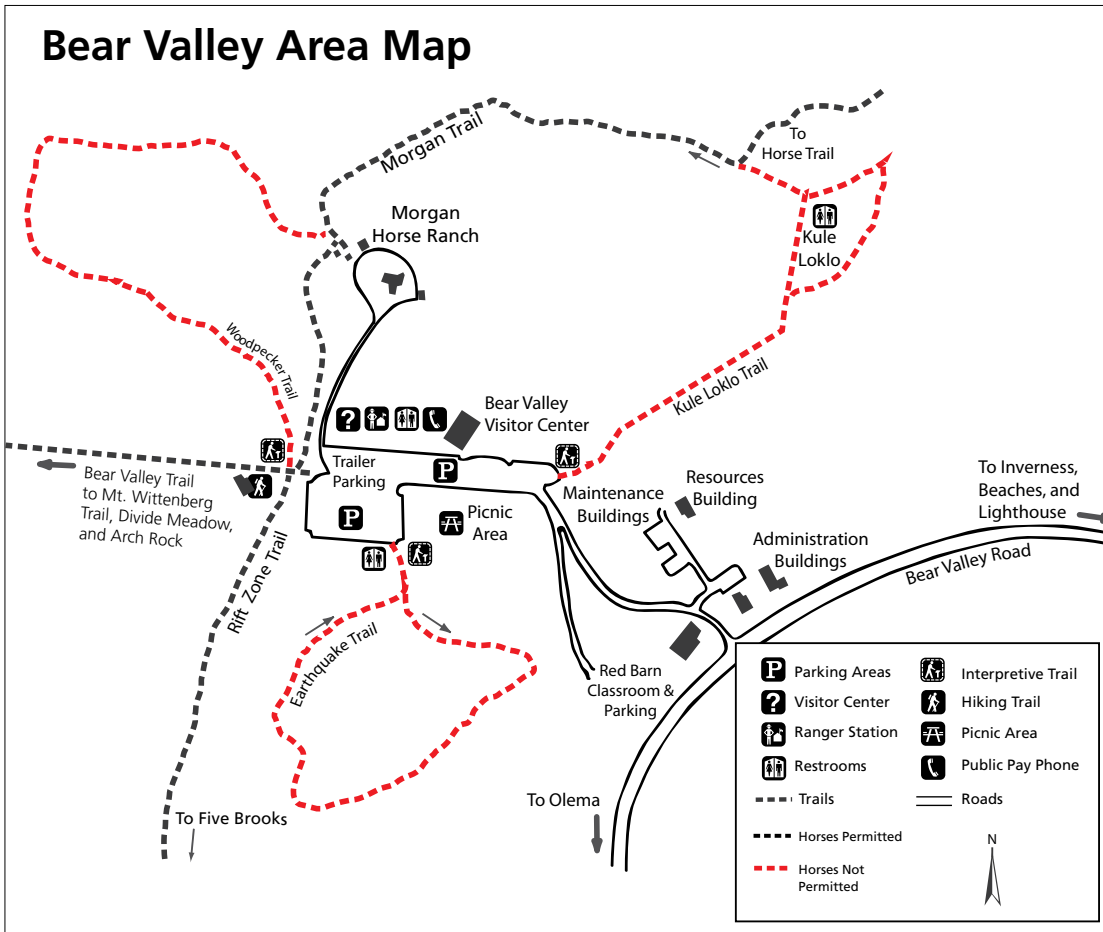 Bear Valley Area Map
Morgan Trail
To
Horse Trail
Morgan
Horse Ranch
Kule
Loklo
Woodpecker Trail
Kule Loklo Trail
Bear Valley
Visitor Center
Trailer
Parking
P
P
?
Bear Valley Trail
to Mt. Wittenberg
Trail, Divide Meadow,
and Arch Rock
Picnic
Area
Maintenance
Buildings
Resources
Building
Administration
Buildings
To Inverness,
Beaches, and
Lighthouse
Bear Valley Road
Rift Zone Trail
Earthquake Trail
Red Barn
Classroom &
Parking
To Five Brooks
To Olema
P Parking Areas
? Visitor Center
Ranger Station
Restrooms
Trails
Horses Permitted
Horses Not
Permitted
Interpretive Trail
Hiking Trail
Picnic Area
Public Pay Phone
Roads
N